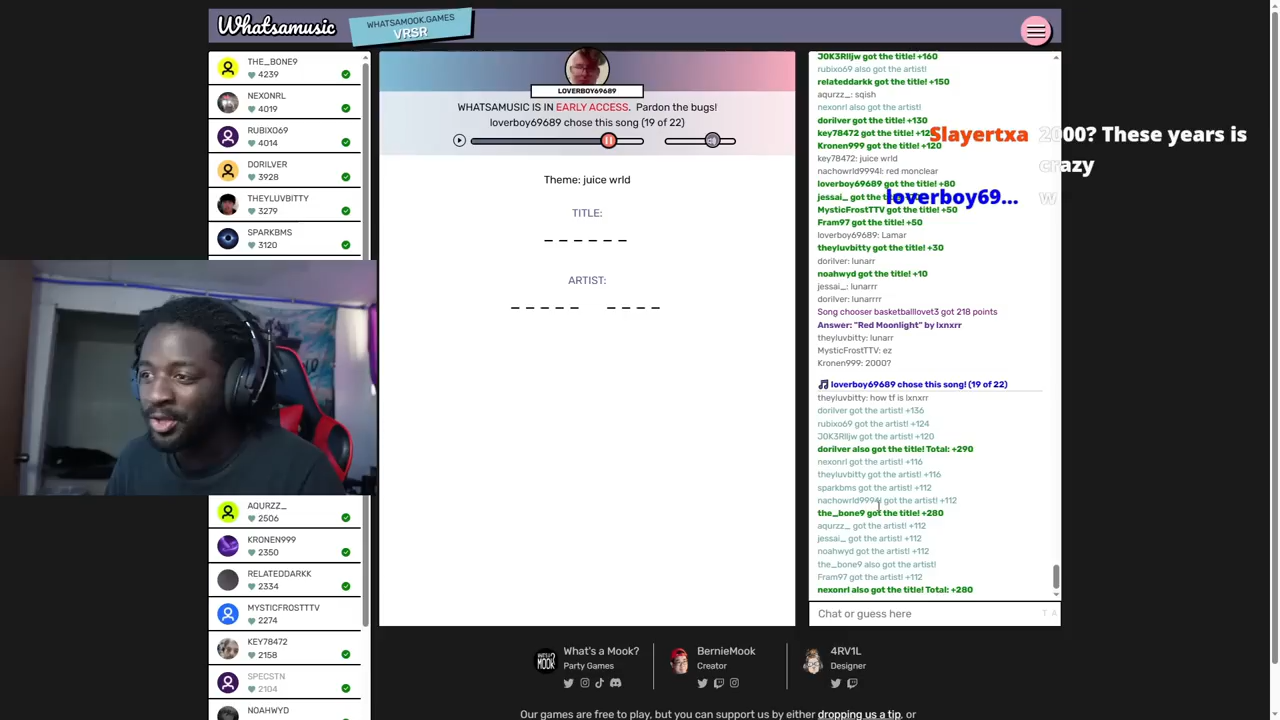 Whatsamusic
WHATSAMOOK.GAMES
VRSR
THE_BONE9
4239
NEXONRL
4019
RUBIXO69
4014
DORILVER
3928
THEYLUVBITTY
3279
SPARKBMS
3120
AQURZZ_
2506
KRONEN999
2350
RELATEDDARKK
2334
MYSTICFROSTTTV
2274
KEY78472
2158
SPECSTN
2104
NOAHWYD
LOVERBOY69689
WHATSAMUSIC IS IN EARLY ACCESS. Pardon the bugs!
loverboy69689 chose this song (19 of 22)
Theme: juice wrld
TITLE:
_ _ _ _ _ _
ARTIST:
_ _ _ _ _ _ _ _ _
J0K3Rlljw got the title! +160
rubixo69 also got the artist!
relateddarkk got the title! +150
aqurzz_: sqish
nexonrl also got the artist!
dorilver got the title! +130
key78472 got the title!
Kronen999 got the title! +120
key78472: juice wrld
nachowrld9994l: red monclear
loverboy69689 got the title! +80
jessai_ got the
MysticFrostTTV got the title! +50
Fram97 got the title! +50
loverboy69689: Lamar
theyluvbitty got the title! +30
dorilver: lunarr
noahwyd got the title! +10
jessai_: lunarrr
dorilver: lunarrrr
Song chooser basketballlovet3 got 218 points
Answer: "Red Moonlight" by lxnxrr
theyluvbitty: lunarr
MysticFrostTTV: ez
Kronen999: 2000?
loverboy69689 chose this song! (19 of 22)
theyluvbitty: how tf is lxnxrr
dorilver got the artist! +136
rubixo69 got the artist! +124
J0K3Rlljw got the artist! +120
dorilver also got the title! Total: +290
nexonrl got the artist! +116
theyluvbitty got the artist! +116
sparkbms got the artist! +112
nachowrld9994l got the artist! +112
the_bone9 got the title! +280
aqurzz_ got the artist! +112
jessai_ got the artist! +112
noahwyd got the artist! +112
the_bone9 also got the artist!
Fram97 got the artist! +112
nexonrl also got the title! Total: +280
Chat or guess here
T A
Slayertxa 2000? These years is
crazy
loverboy69... w
What's a Mook?
Party Games
BernieMook
Creator
4RV1L
Designer
Our games are free to play, but you can support us by either dropping us a tip, or